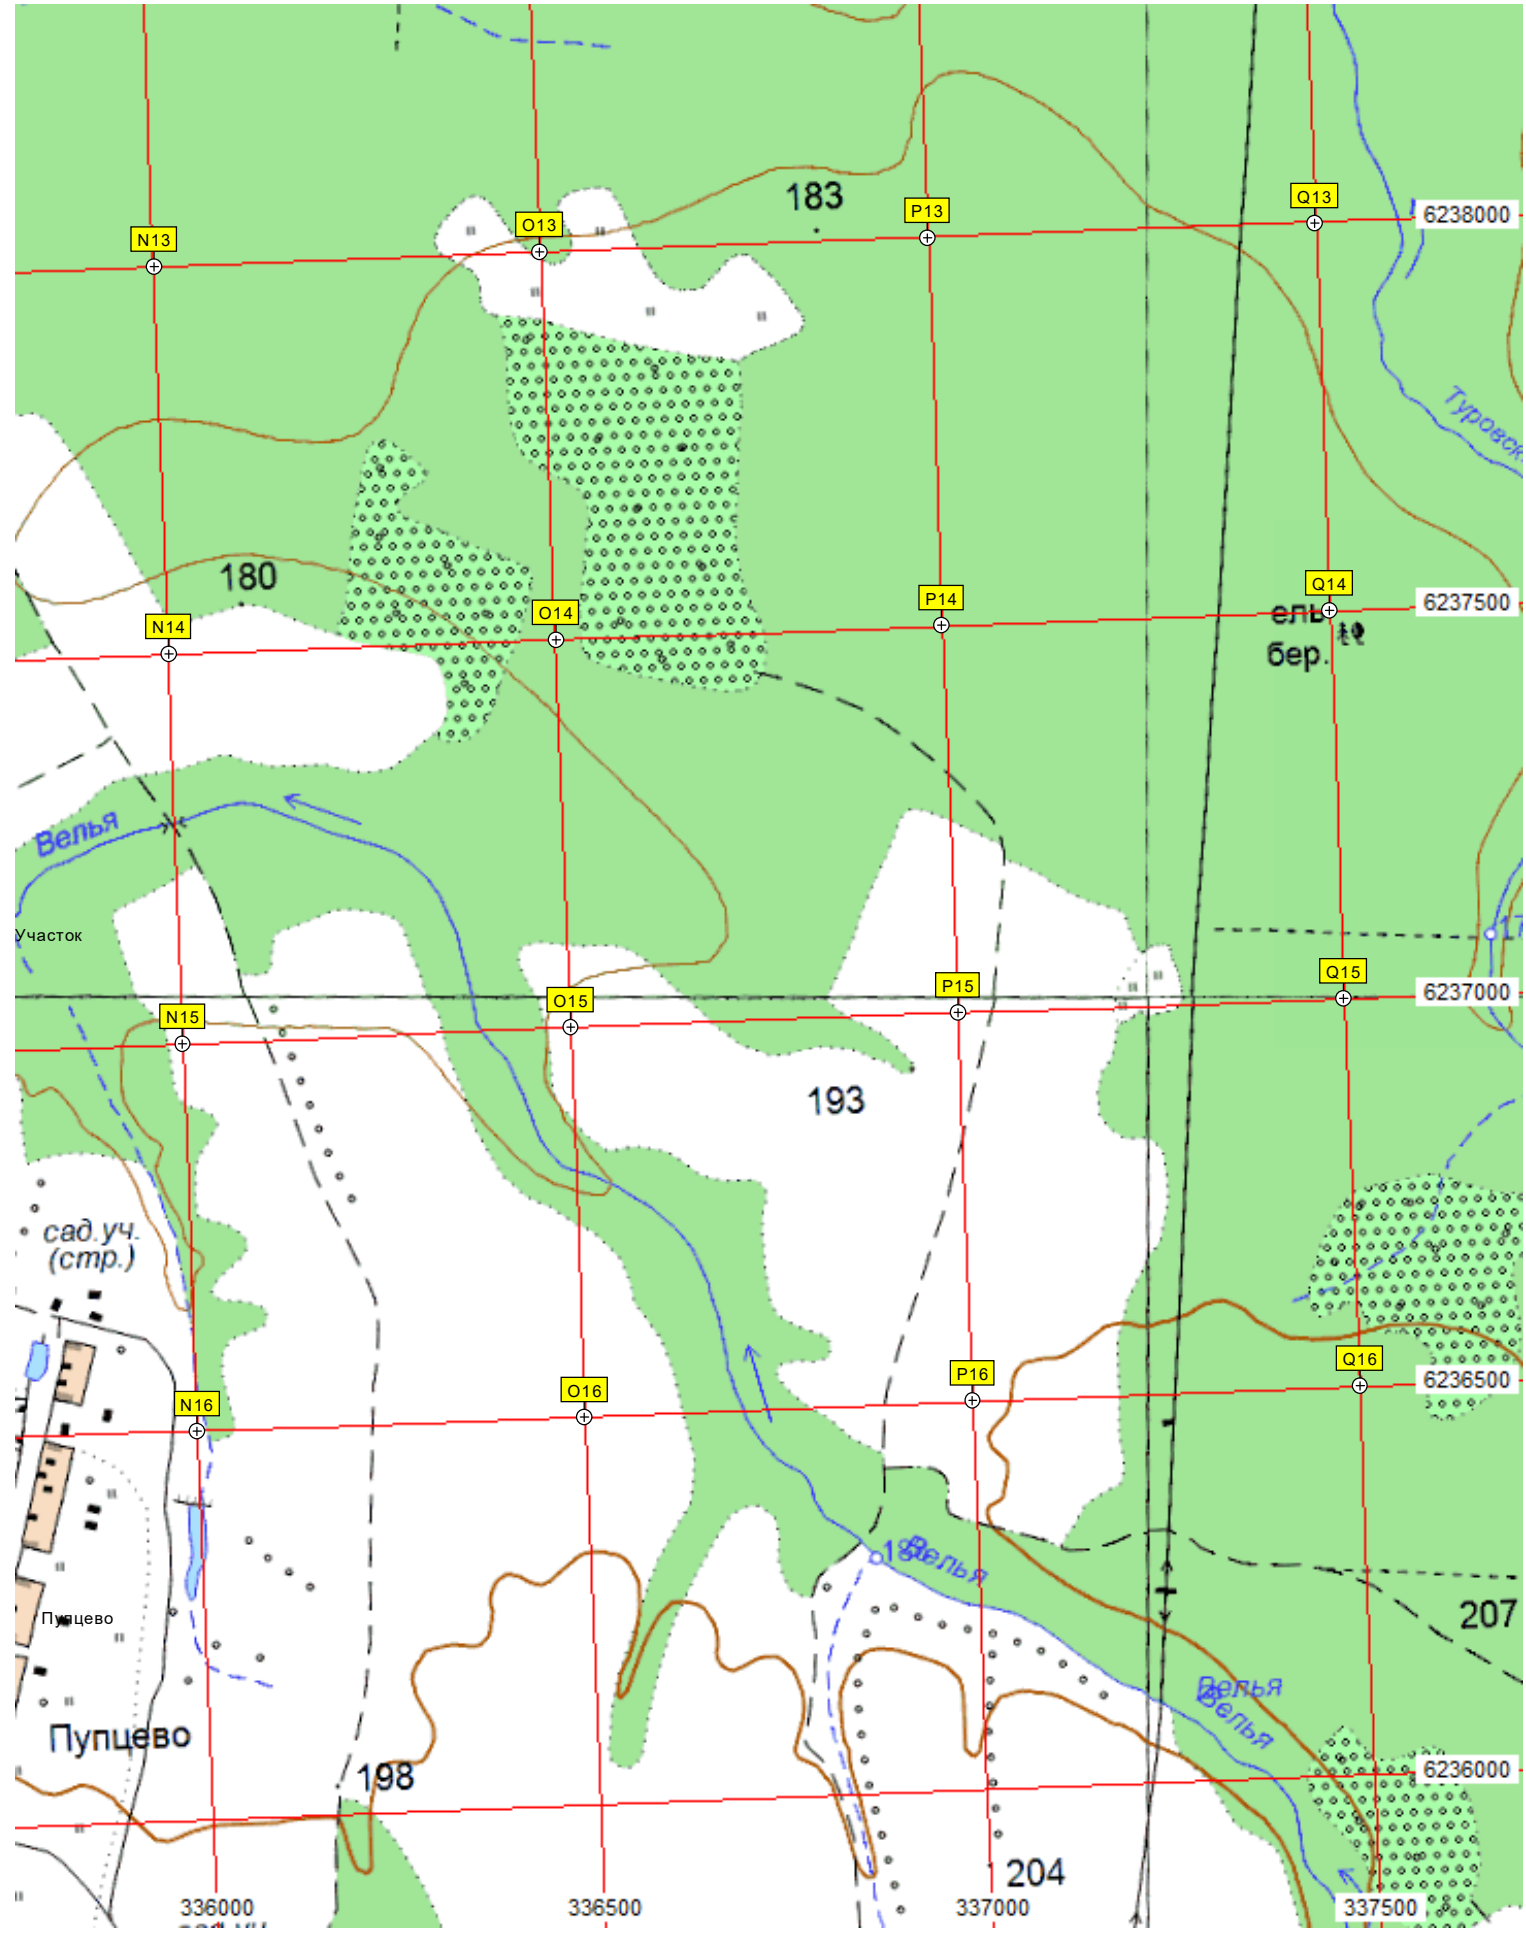 183
Q13
P13
6238000
O13
N13
Туровск
180
Q14
6237500
P14
ель
O14
N14
бер.
Велья
17
Участок
Q15
P15
6237000
O15
N15
193
сад.уч.
(стр.)
Q16
P16
6236500
O16
N16
Велья
207
Пупцево
Велья
Велья
Пупцево
198
6236000
204
336000
336500
337000
337500